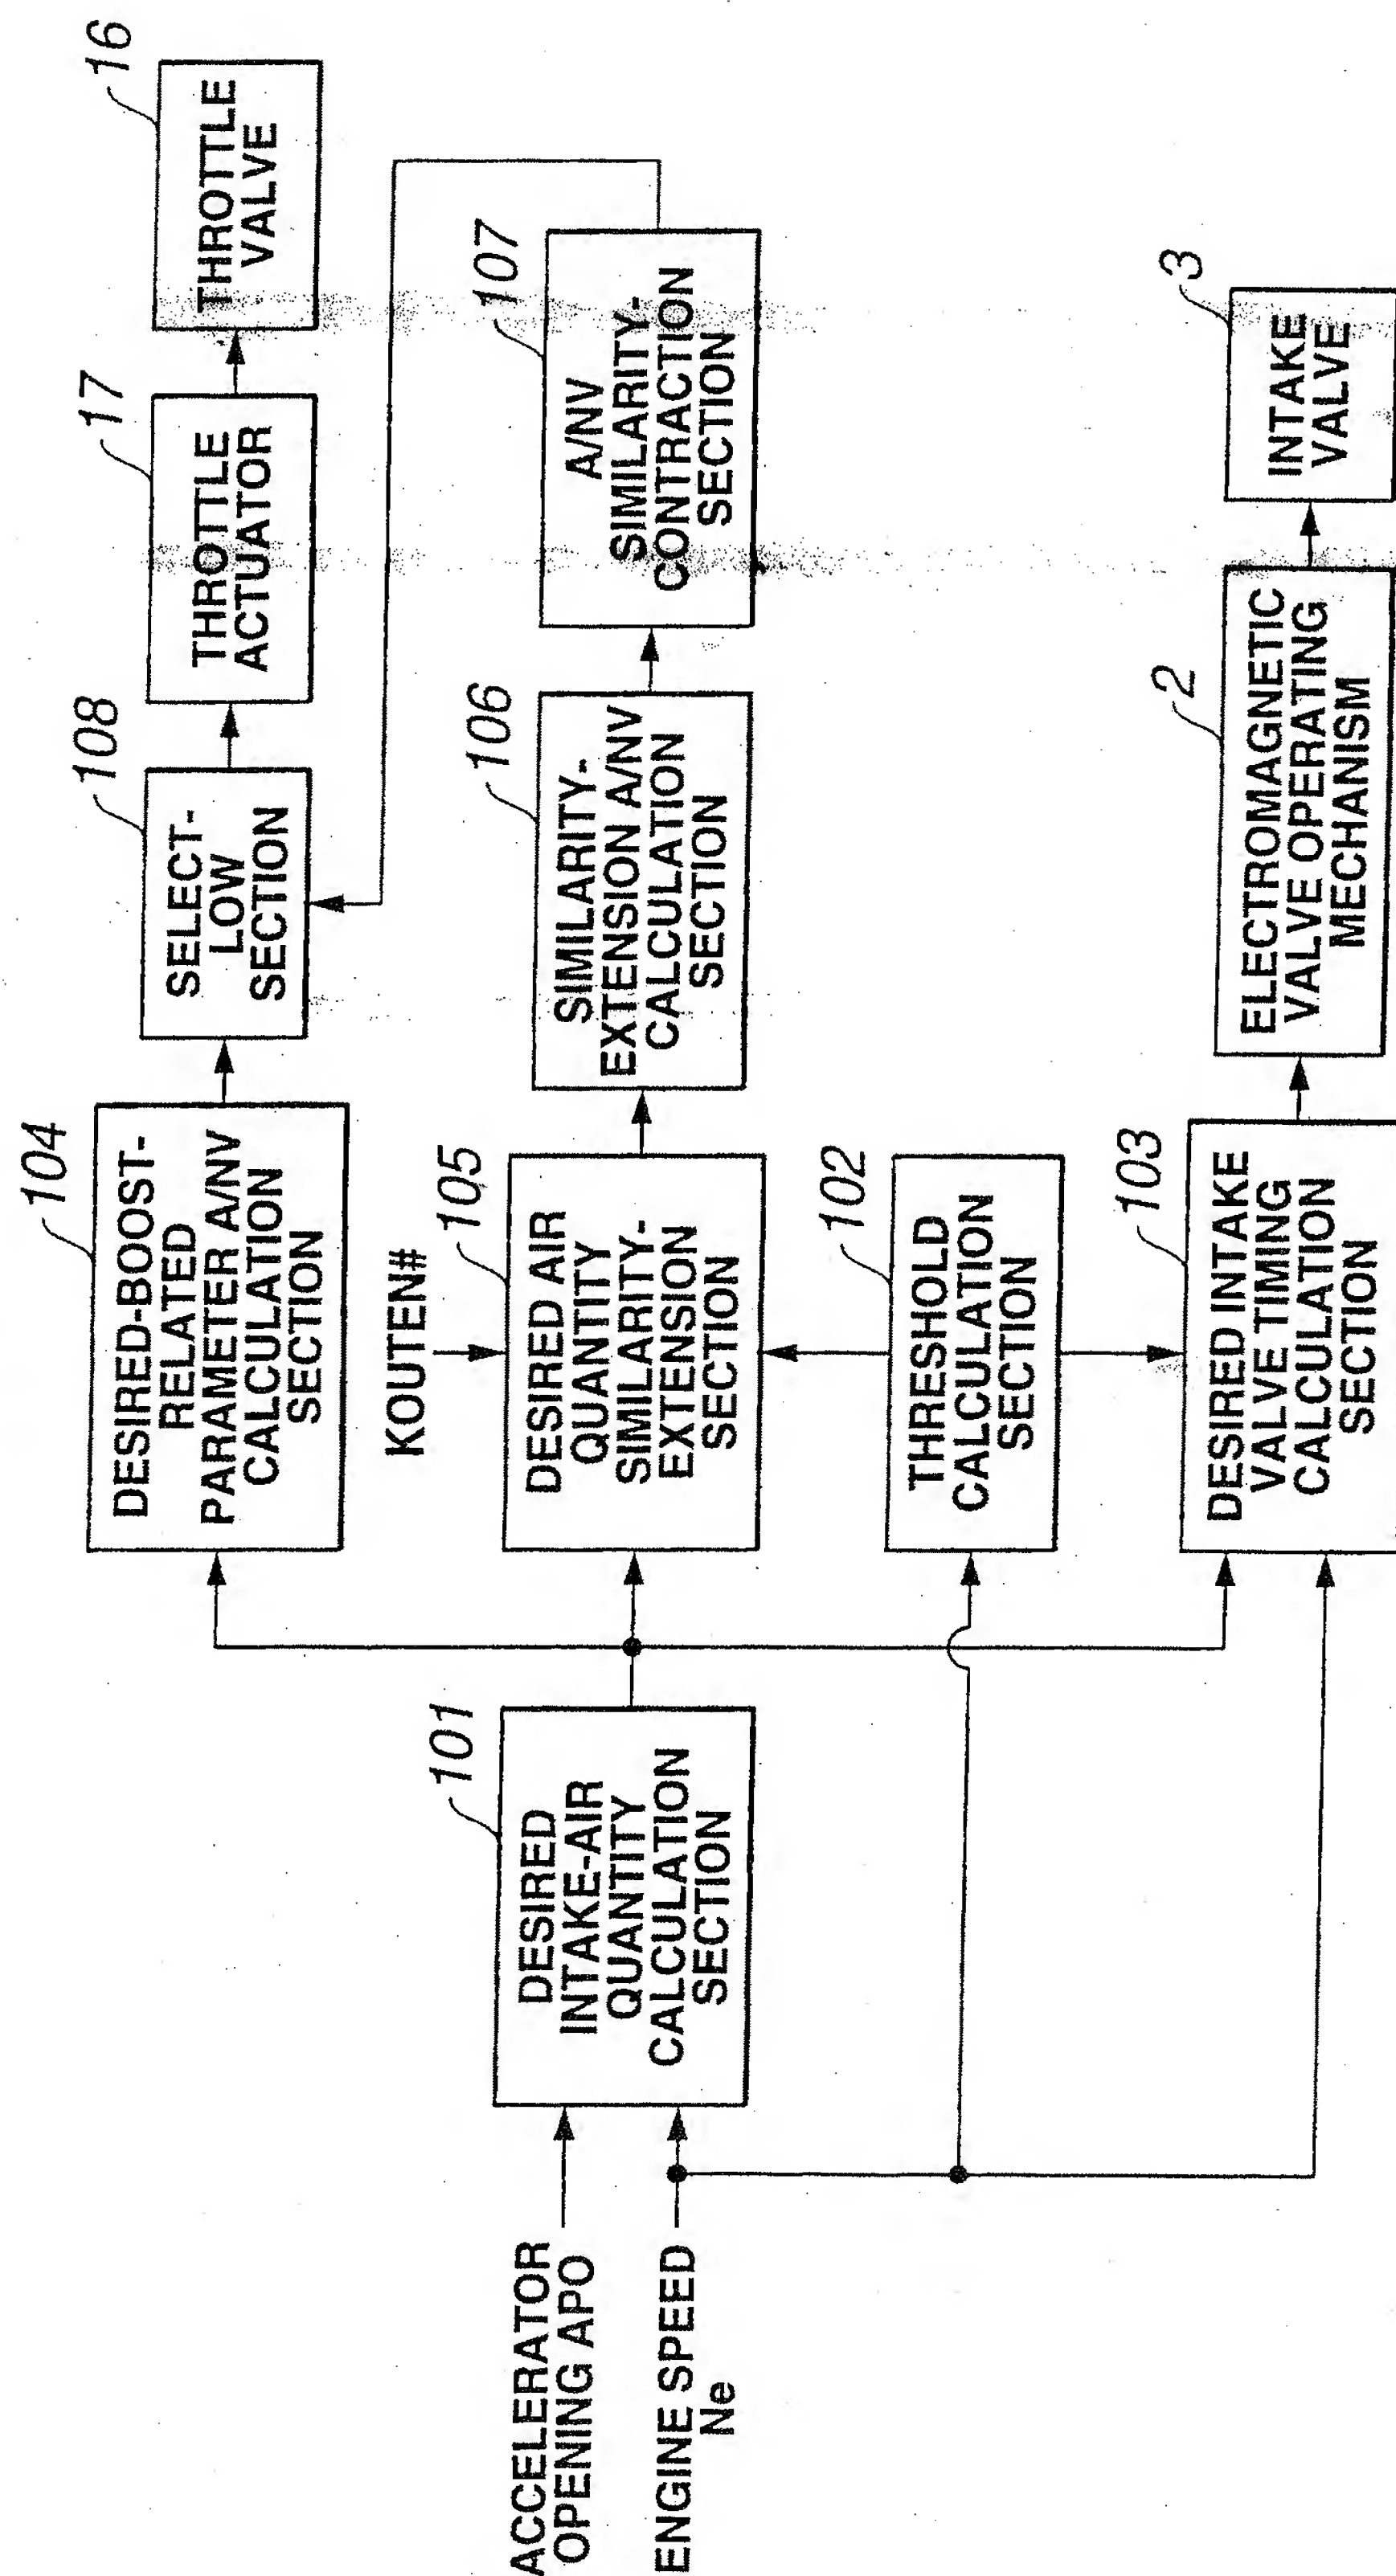 ACCELERATOR
OPENING APO
ENGINE SPEED
Ne
101
DESIRED
INTAKE-AIR
QUANTITY
CALCULATION
SECTION
104
DESIRED-BOOST-
RELATED
PARAMETER A/NV
CALCULATION
SECTION
KOUTEN#
105
DESIRED AIR
QUANTITY
SIMILARITY-
EXTENSION
SECTION
102
THRESHOLD
CALCULATION
SECTION
103
DESIRED INTAKE
VALVE TIMING
CALCULATION
SECTION
108
SELECT-
LOW
SECTION
106
SIMILARITY-
EXTENSION A/NV
CALCULATION
SECTION
2
ELECTROMAGNETIC
VALVE OPERATING
MECHANISM
17
THROTTLE
ACTUATOR
107
A/NV
SIMILARITY-
CONTRACTION
SECTION
3
INTAKE
VALVE
16
THROTTLE
VALVE